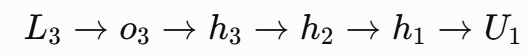 L₃ → o₃ → h₃ → h₂ → h₁ → U₁